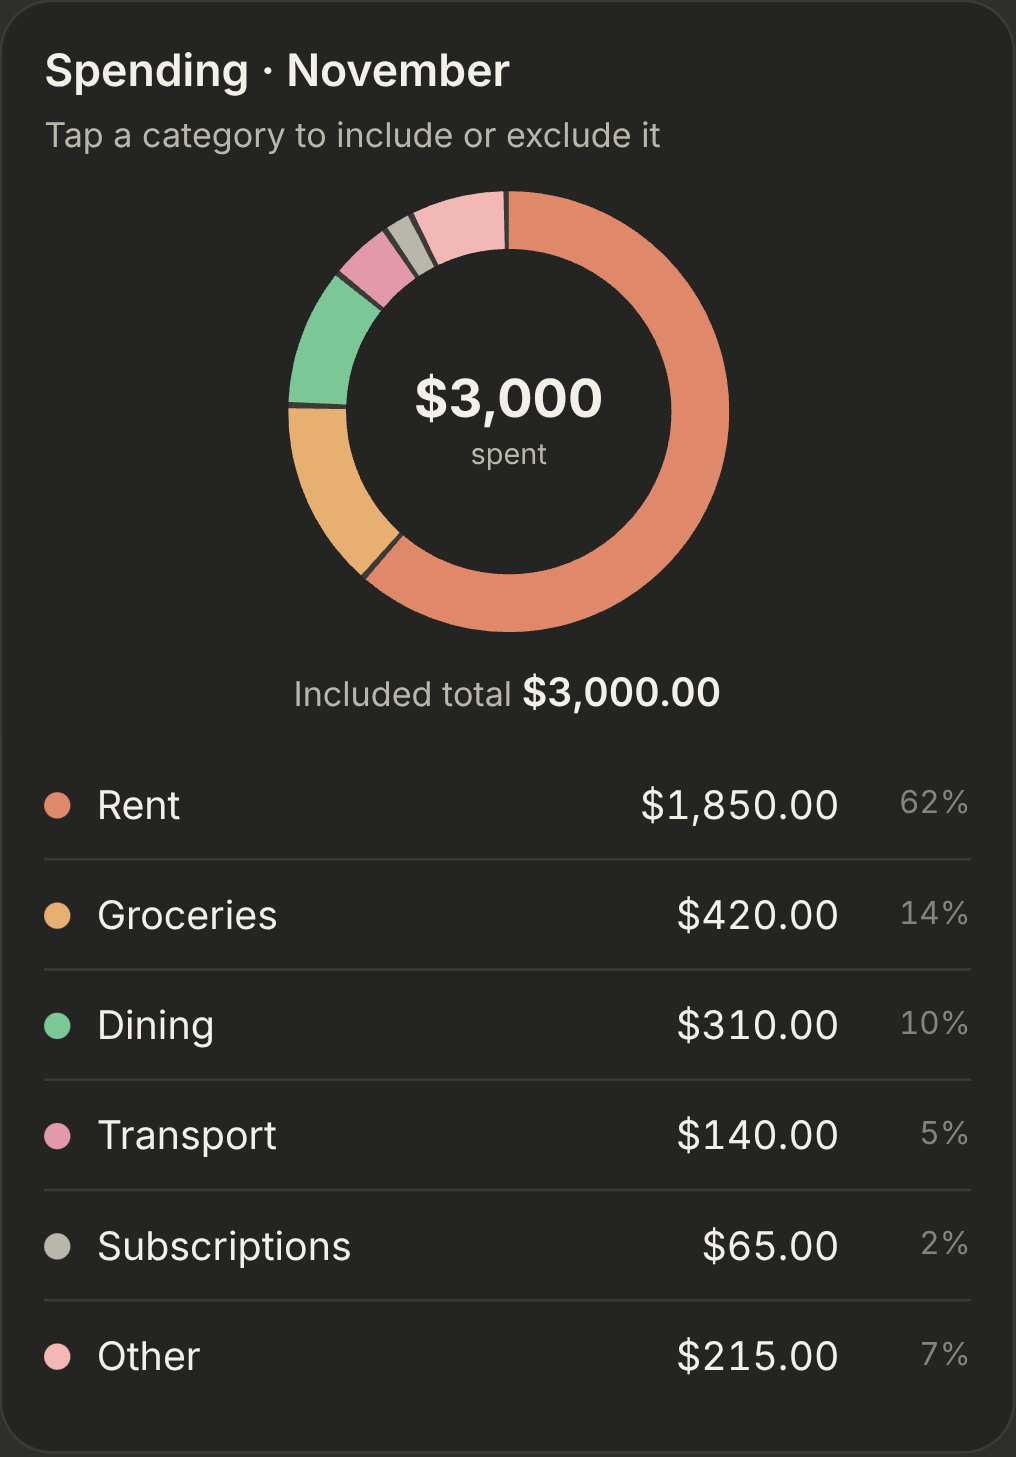 Spending · November
Tap a category to include or exclude it
$3,000
spent
Included total $3,000.00
Rent $1,850.00 62%
Groceries $420.00 14%
Dining $310.00 10%
Transport $140.00 5%
Subscriptions $65.00 2%
Other $215.00 7%